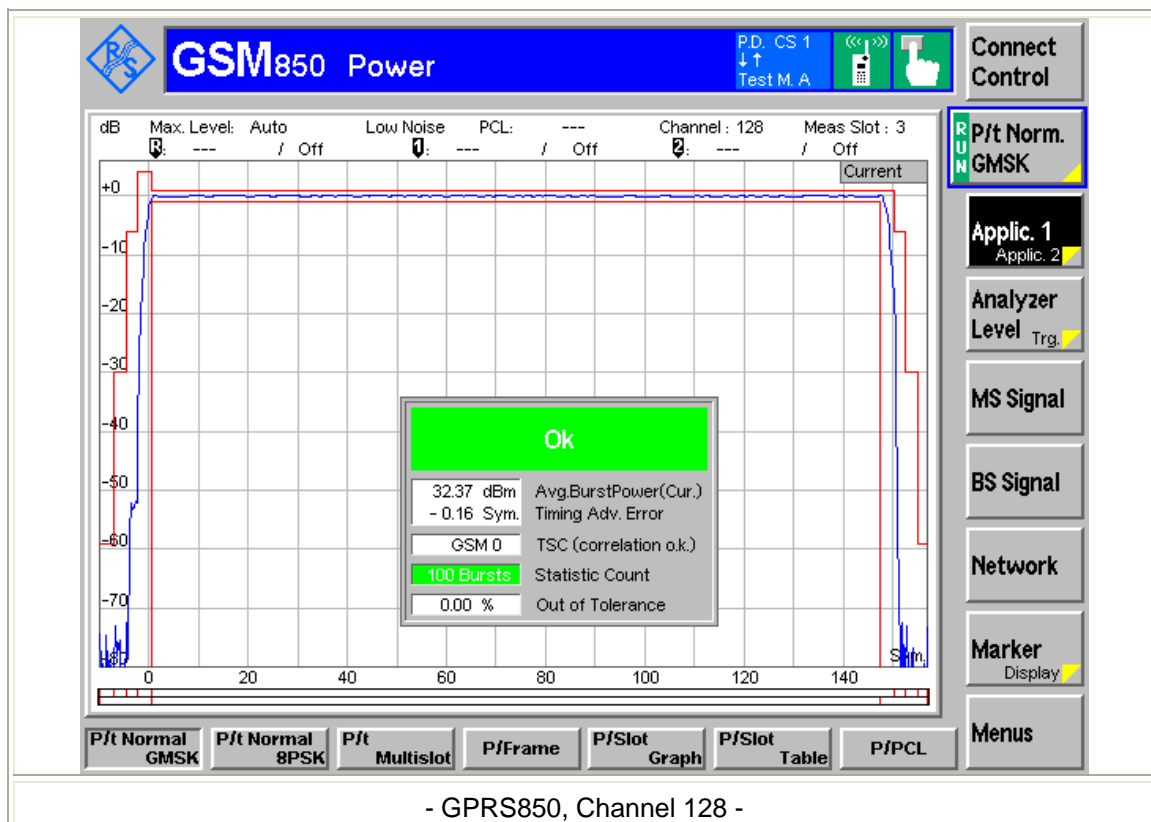 R S
GSM850 Power
P.D. CS 1
↓ ↑
Test M. A
Connect
Control
dB Max. Level: Auto Low Noise PCL: --- Channel : 128 Meas Slot : 3
R: --- / Off 1: --- / Off 2: --- / Off
Current
RUN
P/t Norm.
GMSK
Applic. 1
Applic. 2
Analyzer
Level Trg.
MS Signal
BS Signal
Network
Marker
Display
Menus
+0
-10
-20
-30
-40
-50
-60
-70
-80
Ok
32.37 dBm Avg.BurstPower(Cur.)
- 0.16 Sym. Timing Adv. Error
GSM 0 TSC (correlation o.k.)
100 Bursts Statistic Count
0.00 % Out of Tolerance
Sym.
0 20 40 60 80 100 120 140
P/t Normal
GMSK
P/t Normal
8PSK
P/t
Multislot
P/Frame
P/Slot
Graph
P/Slot
Table
P/PCL
- GPRS850, Channel 128 -